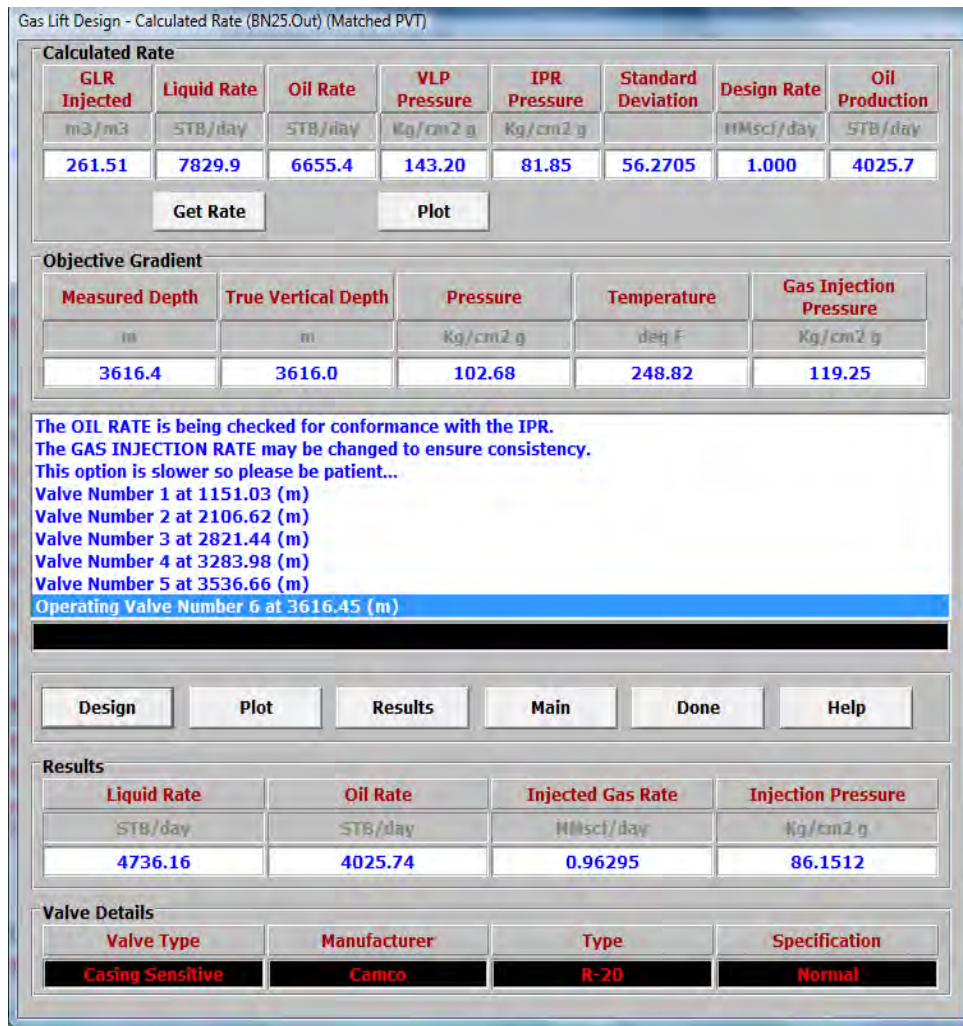 Gas Lift Design - Calculated Rate (BN25.Out) (Matched PVT)
Calculated Rate
GLR Injected Liquid Rate Oil Rate VLP Pressure IPR Pressure Standard Deviation Design Rate Oil Production
m3/m3 STB/day STB/day Kg/cm2 g Kg/cm2 g MMscf/day STB/day
261.51 7829.9 6655.4 143.20 81.85 56.2705 1.000 4025.7
Get Rate Plot
Objective Gradient
Measured Depth True Vertical Depth Pressure Temperature Gas Injection Pressure
m m Kg/cm2 g deg F Kg/cm2 g
3616.4 3616.0 102.68 248.82 119.25
The OIL RATE is being checked for conformance with the IPR.
The GAS INJECTION RATE may be changed to ensure consistency.
This option is slower so please be patient...
Valve Number 1 at 1151.03 (m)
Valve Number 2 at 2106.62 (m)
Valve Number 3 at 2821.44 (m)
Valve Number 4 at 3283.98 (m)
Valve Number 5 at 3536.66 (m)
Operating Valve Number 6 at 3616.45 (m)
Design Plot Results Main Done Help
Results
Liquid Rate Oil Rate Injected Gas Rate Injection Pressure
STB/day STB/day MMscf/day Kg/cm2 g
4736.16 4025.74 0.96295 86.1512
Valve Details
Valve Type Manufacturer Type Specification
Casing Sensitive Camco R-20 Normal